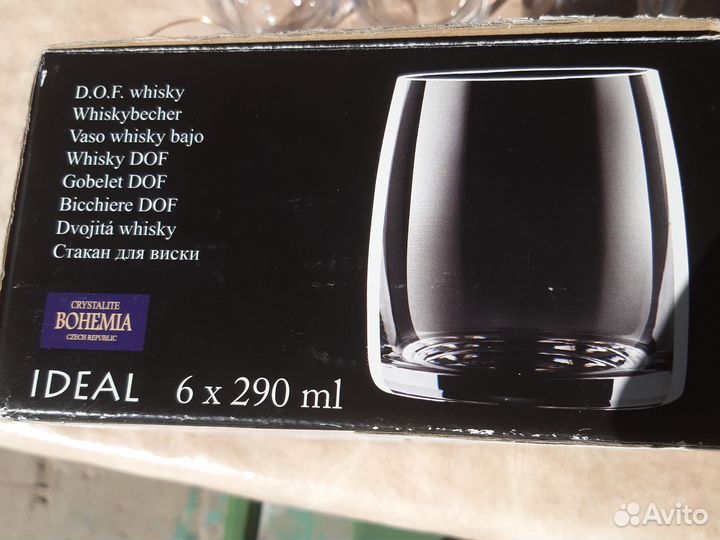 D.O.F. whisky
Whiskybecher
Vaso whisky bajo
Whisky DOF
Gobelet DOF
Bicchiere DOF
Dvojitá whisky
Стакан для виски
CRYSTALITE
BOHEMIA
CZECH REPUBLIC
IDEAL 6 x 290 ml
Avito